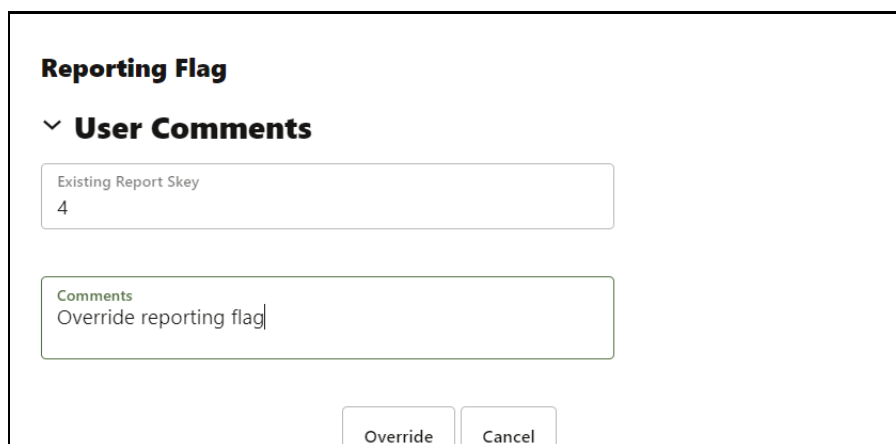 Reporting Flag
User Comments
Existing Report Skey
4
Comments
Override reporting flag
Override Cancel